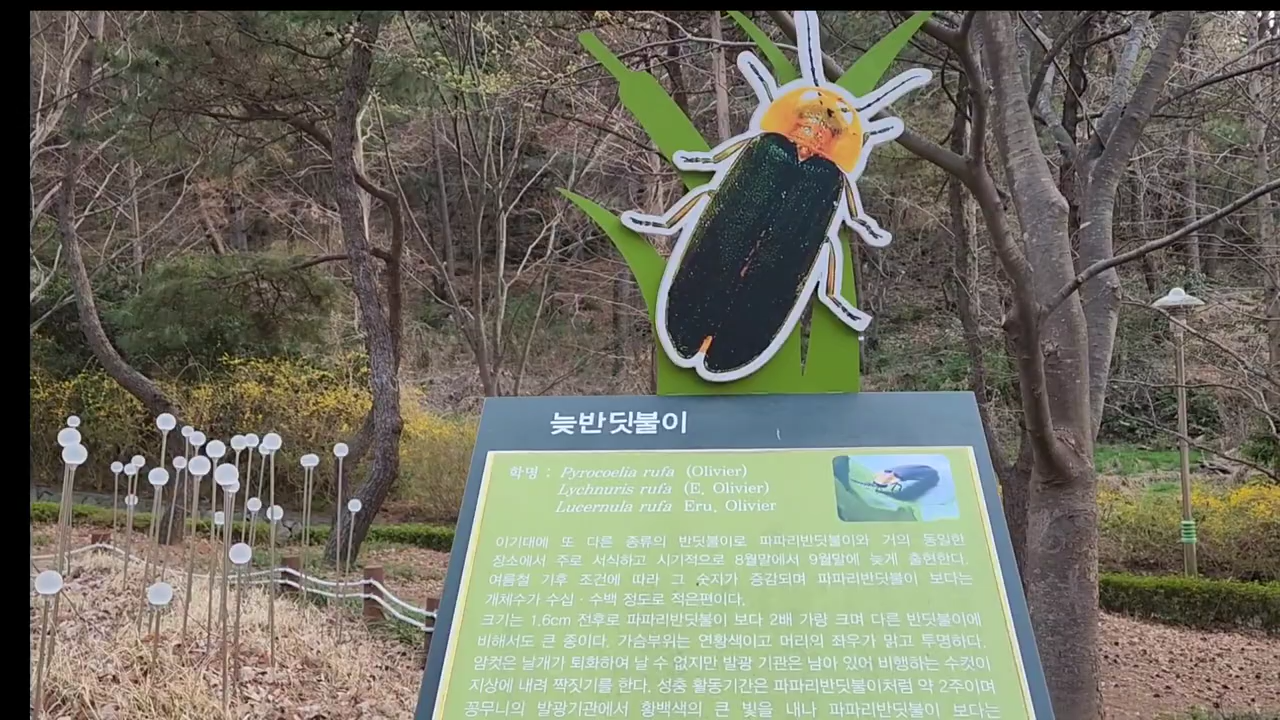 늦반딧불이
학명 : Pyrocoelia rufa (Olivier)
Lychnuris rufa (E. Olivier)
Lucernula rufa Eru. Olivier
이기대에 또 다른 종류의 반딧불이로 파파리반딧불이와 거의 동일한
장소에서 주로 서식하고 시기적으로 8월말에서 9월말에 늦게 출현한다.
여름철 기후 조건에 따라 그 숫자가 증감되며 파파리반딧불이 보다는
개체수가 수십 · 수백 정도로 적은편이다.
크기는 1.6cm 전후로 파파리반딧불이 보다 2배 가량 크며 다른 반딧불이에
비해서도 큰 종이다. 가슴부위는 연황색이고 머리의 좌우가 맑고 투명하다.
암컷은 날개가 퇴화하여 날 수 없지만 발광 기관은 남아 있어 비행하는 수컷이
지상에 내려 짝짓기를 한다. 성충 활동기간은 파파리반딧불이처럼 약 2주이며
꽁무니의 발광기관에서 황백색의 큰 빛을 내나 파파리반딧불이 보다는